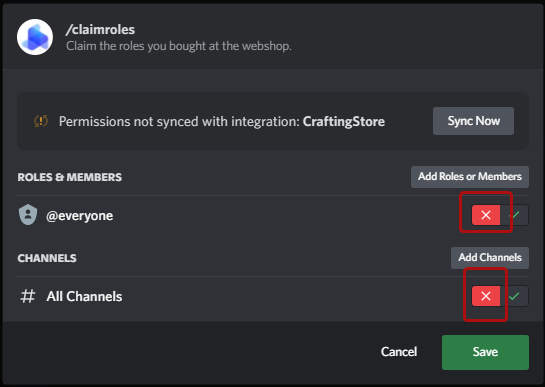 /claimroles
Claim the roles you bought at the webshop.
Permissions not synced with integration: CraftingStore
Sync Now
ROLES & MEMBERS
Add Roles or Members
@everyone
CHANNELS
Add Channels
# All Channels
Cancel
Save